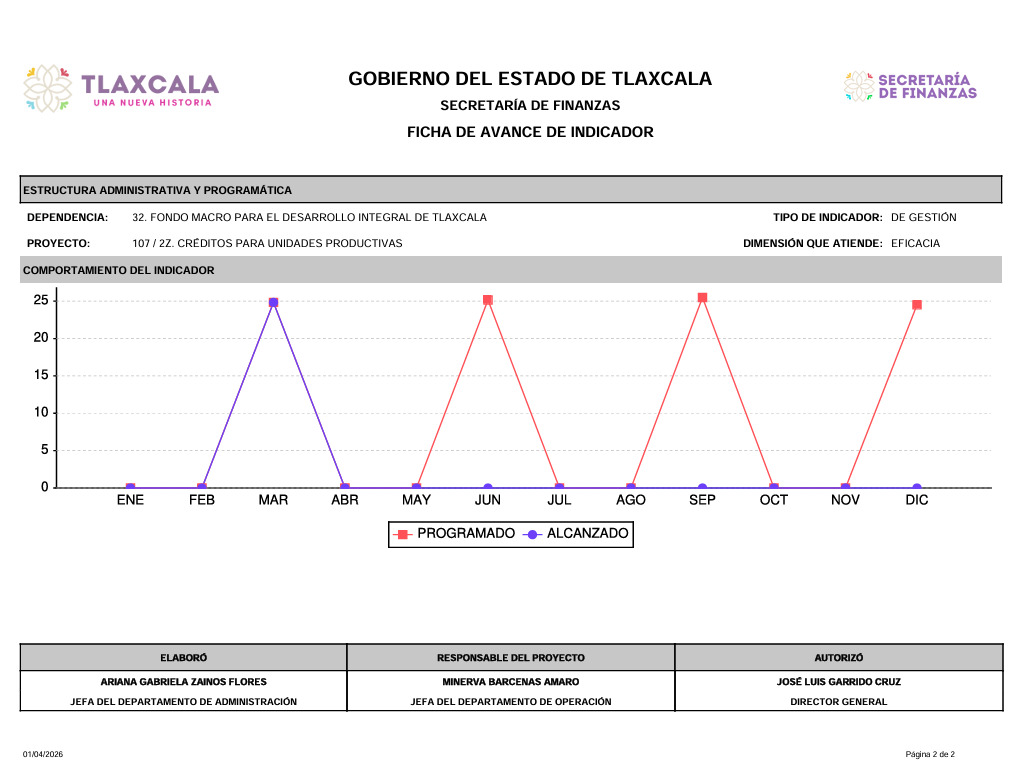 TLAXCALA
UNA NUEVA HISTORIA
GOBIERNO DEL ESTADO DE TLAXCALA
SECRETARÍA DE FINANZAS
FICHA DE AVANCE DE INDICADOR
SECRETARÍA
DE FINANZAS
ESTRUCTURA ADMINISTRATIVA Y PROGRAMÁTICA
DEPENDENCIA: 32. FONDO MACRO PARA EL DESARROLLO INTEGRAL DE TLAXCALA TIPO DE INDICADOR: DE GESTIÓN
PROYECTO: 107 / 2Z. CRÉDITOS PARA UNIDADES PRODUCTIVAS DIMENSIÓN QUE ATIENDE: EFICACIA
COMPORTAMIENTO DEL INDICADOR
25
20
15
10
5
0
ENE FEB MAR ABR MAY JUN JUL AGO SEP OCT NOV DIC
PROGRAMADO ALCANZADO
ELABORÓ RESPONSABLE DEL PROYECTO AUTORIZÓ
ARIANA GABRIELA ZAINOS FLORES MINERVA BARCENAS AMARO JOSÉ LUIS GARRIDO CRUZ
JEFA DEL DEPARTAMENTO DE ADMINISTRACIÓN JEFA DEL DEPARTAMENTO DE OPERACIÓN DIRECTOR GENERAL
01/04/2026 Página 2 de 2